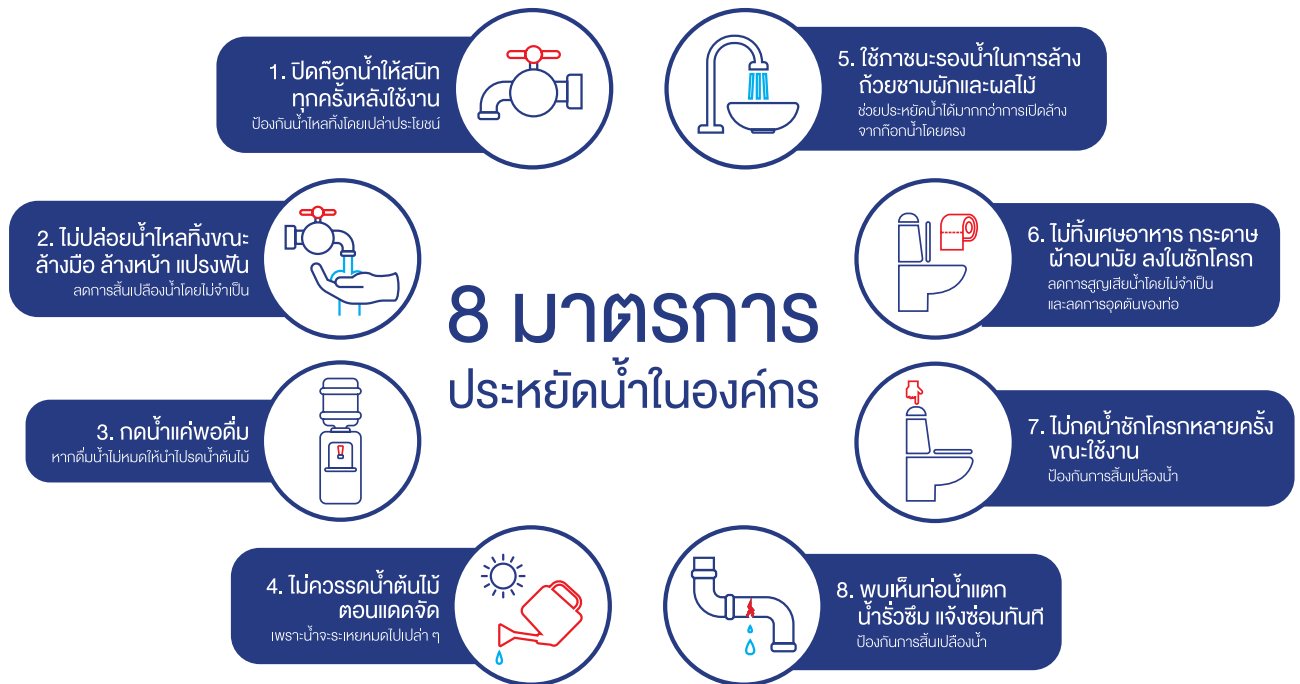 8 มาตรการ
ประหยัดน้ำในองค์กร
1. ปิดก๊อกน้ำให้สนิท
ทุกครั้งหลังใช้งาน
ป้องกันน้ำไหลทิ้งโดยเปล่าประโยชน์
2. ไม่ปล่อยน้ำไหลทิ้งขณะ
ล้างมือ ล้างหน้า แปรงฟัน
ลดการสิ้นเปลืองน้ำโดยไม่จำเป็น
3. กดน้ำแค่พอดื่ม
หากดื่มน้ำไม่หมดให้นำไปรดน้ำต้นไม้
4. ไม่ควรรดน้ำต้นไม้
ตอนแดดจัด
เพราะน้ำจะระเหยหมดไปเปล่า ๆ
5. ใช้ภาชนะรองน้ำในการล้าง
ถ้วยชามผักและผลไม้
ช่วยประหยัดน้ำได้มากกว่าการเปิดล้าง
จากก๊อกน้ำโดยตรง
6. ไม่ทิ้งเศษอาหาร กระดาษ
ผ้าอนามัย ลงในชักโครก
ลดการสูญเสียน้ำโดยไม่จำเป็น
และลดการอุดตันของท่อ
7. ไม่กดน้ำชักโครกหลายครั้ง
ขณะใช้งาน
ป้องกันการสิ้นเปลืองน้ำ
8. พบเห็นท่อน้ำแตก
น้ำรั่วซึม แจ้งซ่อมทันที
ป้องกันการสิ้นเปลืองน้ำ